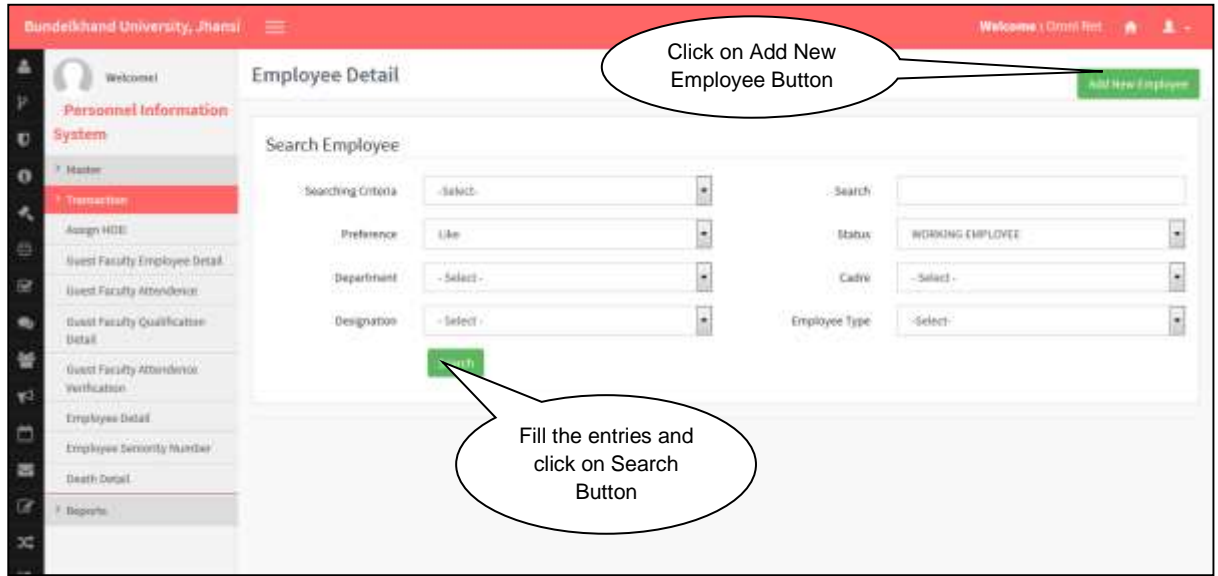 Bundelkhand University, Jhansi
Welcome : Omni Net
Welcome!
Personnel Information
System
Master
Transaction
Assign HOD
Guest Faculty Employee Detail
Guest Faculty Attendence
Guest Faculty Qualification
Detail
Guest Faculty Attendence
Verification
Employee Detail
Employee Seniority Number
Death Detail
Reports
Employee Detail
Click on Add New
Employee Button
Add New Employee
Search Employee
Searching Criteria
-Select-
Search
Preference
Like
Status
WORKING EMPLOYEE
Department
- Select -
Cadre
- Select -
Designation
- Select -
Employee Type
-Select-
Search
Fill the entries and
click on Search
Button